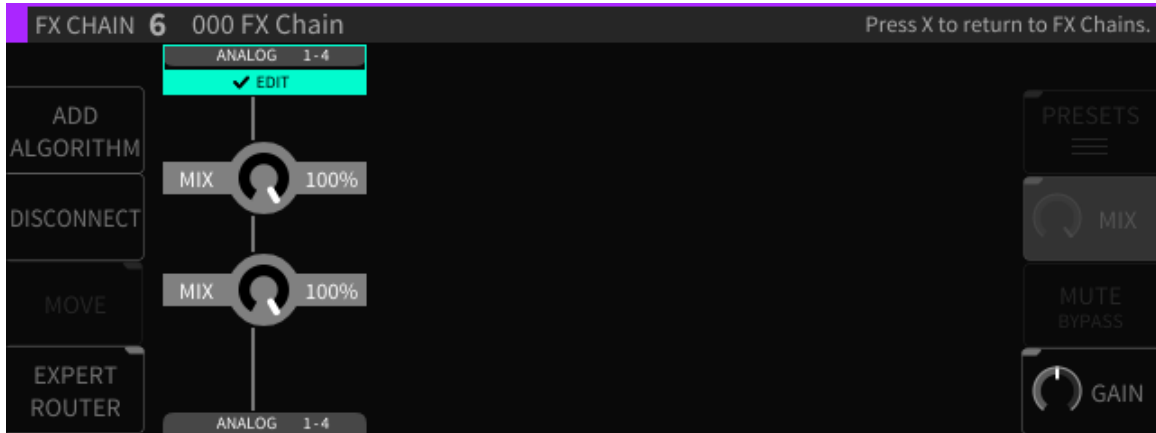 FX CHAIN 6 000 FX Chain
Press X to return to FX Chains.
ANALOG 1-4
EDIT
ADD
ALGORITHM
PRESETS
MIX 100%
DISCONNECT
MIX
MIX 100%
MOVE
MUTE
BYPASS
EXPERT
ROUTER
GAIN
ANALOG 1-4